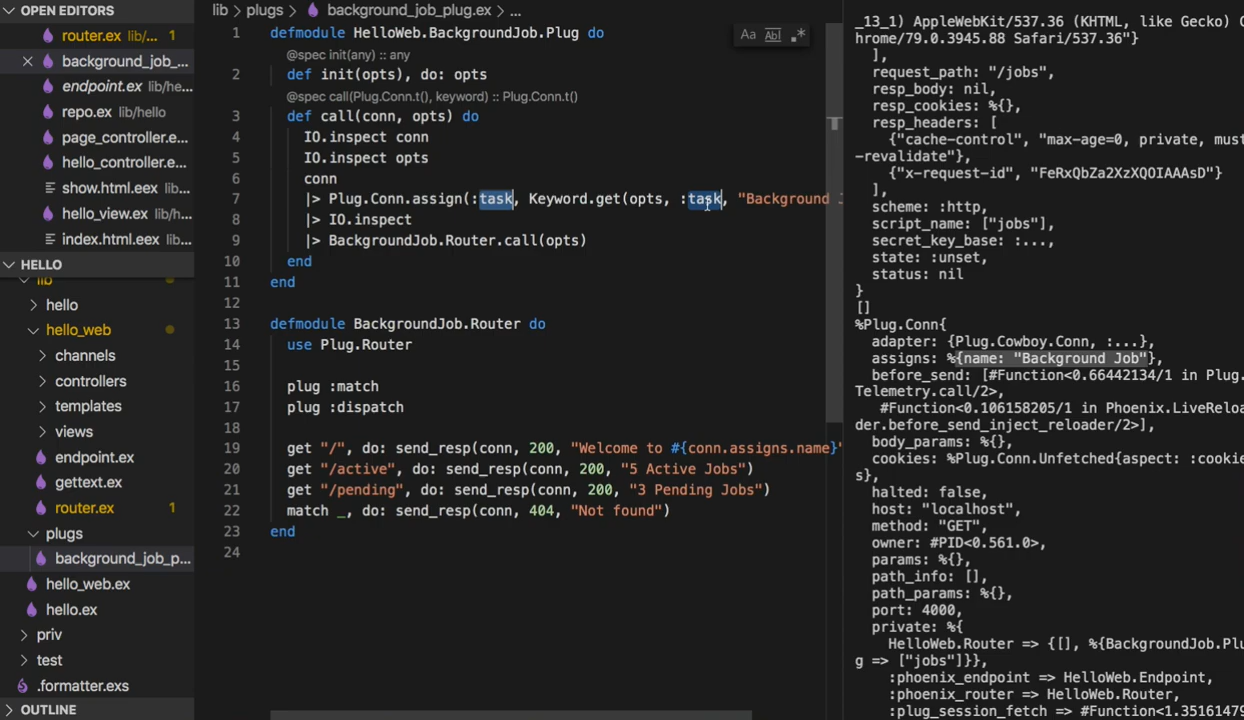 OPEN EDITORS
router.ex lib/... 1
background_job_...
endpoint.ex lib/he...
repo.ex lib/hello
page_controller.e...
hello_controller.e...
show.html.eex lib...
hello_view.ex lib/...
index.html.eex lib...
HELLO
lib
hello
hello_web
channels
controllers
templates
views
endpoint.ex
gettext.ex
router.ex 1
plugs
background_job_p...
hello_web.ex
hello.ex
priv
test
.formatter.exs
OUTLINE
lib > plugs > background_job_plug.ex > ...
Aa Abl .*
1 defmodule HelloWeb.BackgroundJob.Plug do
@spec init(any) :: any
2 def init(opts), do: opts
@spec call(Plug.Conn.t(), keyword) :: Plug.Conn.t()
3 def call(conn, opts) do
4 IO.inspect conn
5 IO.inspect opts
6 conn
7 |> Plug.Conn.assign(:task, Keyword.get(opts, :task, "Background J
8 |> IO.inspect
9 |> BackgroundJob.Router.call(opts)
10 end
11 end
12
13 defmodule BackgroundJob.Router do
14 use Plug.Router
15
16 plug :match
17 plug :dispatch
18
19 get "/", do: send_resp(conn, 200, "Welcome to #{conn.assigns.name}"
20 get "/active", do: send_resp(conn, 200, "5 Active Jobs")
21 get "/pending", do: send_resp(conn, 200, "3 Pending Jobs")
22 match _, do: send_resp(conn, 404, "Not found")
23 end
24
_13_1) AppleWebKit/537.36 (KHTML, like Gecko) C
hrome/79.0.3945.88 Safari/537.36"}
],
request_path: "/jobs",
resp_body: nil,
resp_cookies: %{},
resp_headers: [
{"cache-control", "max-age=0, private, must
-revalidate"},
{"x-request-id", "FeRxQbZa2XzXQOIAAAsD"}
],
scheme: :http,
script_name: ["jobs"],
secret_key_base: :...,
state: :unset,
status: nil
}
[]
%Plug.Conn{
adapter: {Plug.Cowboy.Conn, :...},
assigns: %{name: "Background Job"},
before_send: [#Function<0.66442134/1 in Plug.
Telemetry.call/2>,
#Function<0.106158205/1 in Phoenix.LiveReloa
der.before_send_inject_reloader/2>],
body_params: %{},
cookies: %Plug.Conn.Unfetched{aspect: :cookie
s},
halted: false,
host: "localhost",
method: "GET",
owner: #PID<0.561.0>,
params: %{},
path_info: [],
path_params: %{},
port: 4000,
private: %{
HelloWeb.Router => {[], %{BackgroundJob.Plu
g => ["jobs"]}},
:phoenix_endpoint => HelloWeb.Endpoint,
:phoenix_router => HelloWeb.Router,
:plug_session_fetch => #Function<1.35161479